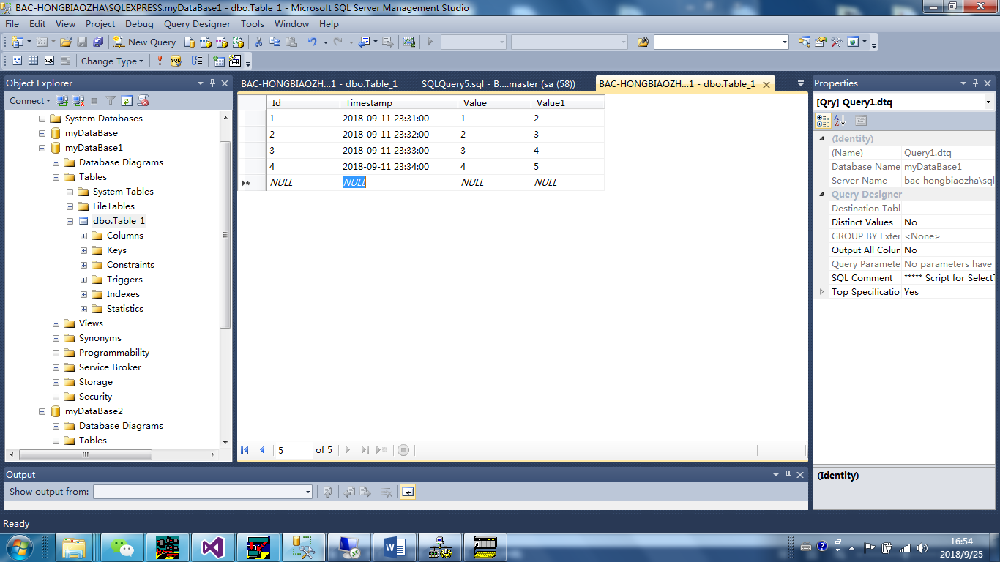 BAC-HONGBIAOZHA\SQLEXPRESS.myDataBase1 - dbo.Table_1 - Microsoft SQL Server Management Studio
File Edit View Project Debug Query Designer Tools Window Help
New Query
Change Type
Object Explorer
Connect
System Databases
myDataBase
myDataBase1
Database Diagrams
Tables
System Tables
FileTables
dbo.Table_1
Columns
Keys
Constraints
Triggers
Indexes
Statistics
Views
Synonyms
Programmability
Service Broker
Storage
Security
myDataBase2
Database Diagrams
Tables
BAC-HONGBIAOZH...1 - dbo.Table_1 SQLQuery5.sql - B....master (sa (58)) BAC-HONGBIAOZH...1 - dbo.Table_1
Id Timestamp Value Value1
1 2018-09-11 23:31:00 1 2
2 2018-09-11 23:32:00 2 3
3 2018-09-11 23:33:00 3 4
4 2018-09-11 23:34:00 4 5
NULL NULL NULL NULL
5 of 5
Properties
[Qry] Query1.dtq
(Identity)
(Name) Query1.dtq
Database Name myDataBase1
Server Name bac-hongbiaozha\sql
Query Designer
Destination Tabl
Distinct Values No
GROUP BY Exter <None>
Output All Colun No
Query Paramete No parameters have
SQL Comment ***** Script for SelectT
Top Specificatio Yes
(Identity)
Output
Show output from:
Ready
16:54
2018/9/25